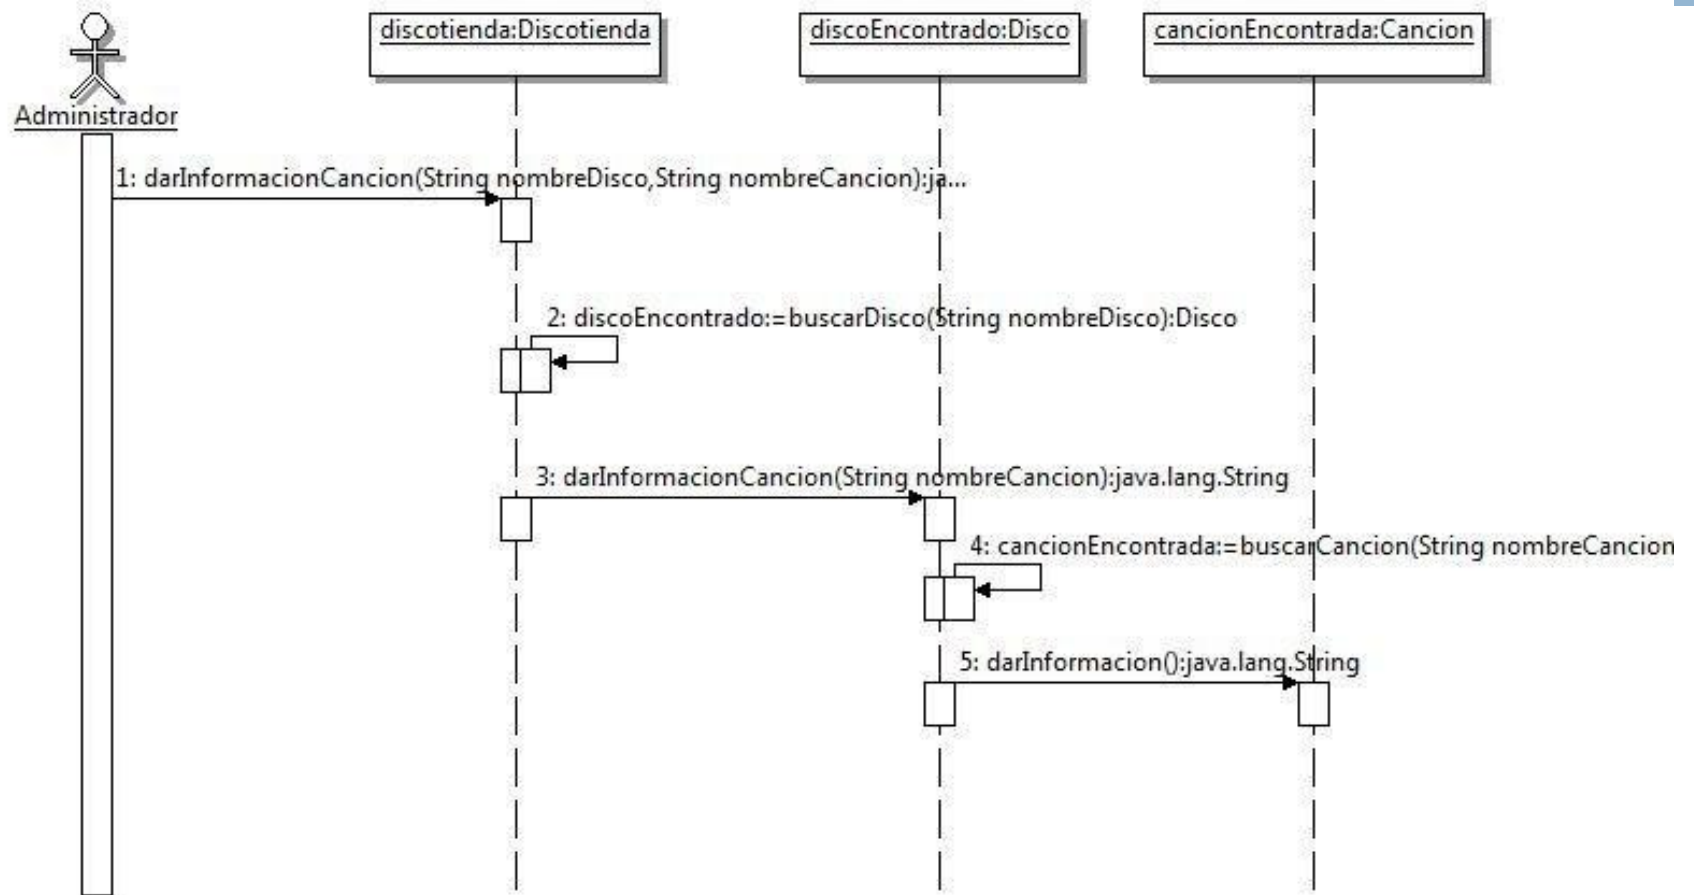 discotienda:Discotienda
discoEncontrado:Disco
cancionEncontrada:Cancion
Administrador
1: darInformacionCancion(String nombreDisco,String nombreCancion):ja...
2: discoEncontrado:=buscarDisco(String nombreDisco):Disco
3: darInformacionCancion(String nombreCancion):java.lang.String
4: cancionEncontrada:=buscarCancion(String nombreCancion
5: darInformacion():java.lang.String